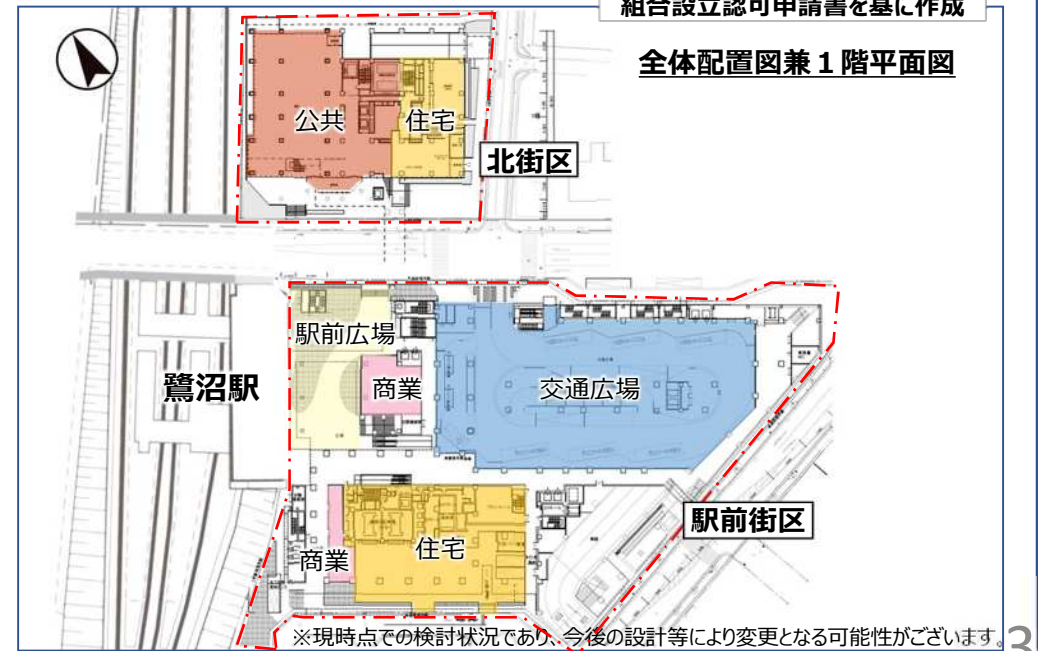 組合設立認可申請書を基に作成
全体配置図兼１階平面図
公共
住宅
北街区
駅前広場
鷺沼駅
商業
交通広場
駅前街区
商業
住宅
※現時点での検討状況であり、今後の設計等により変更となる可能性がございます。
3